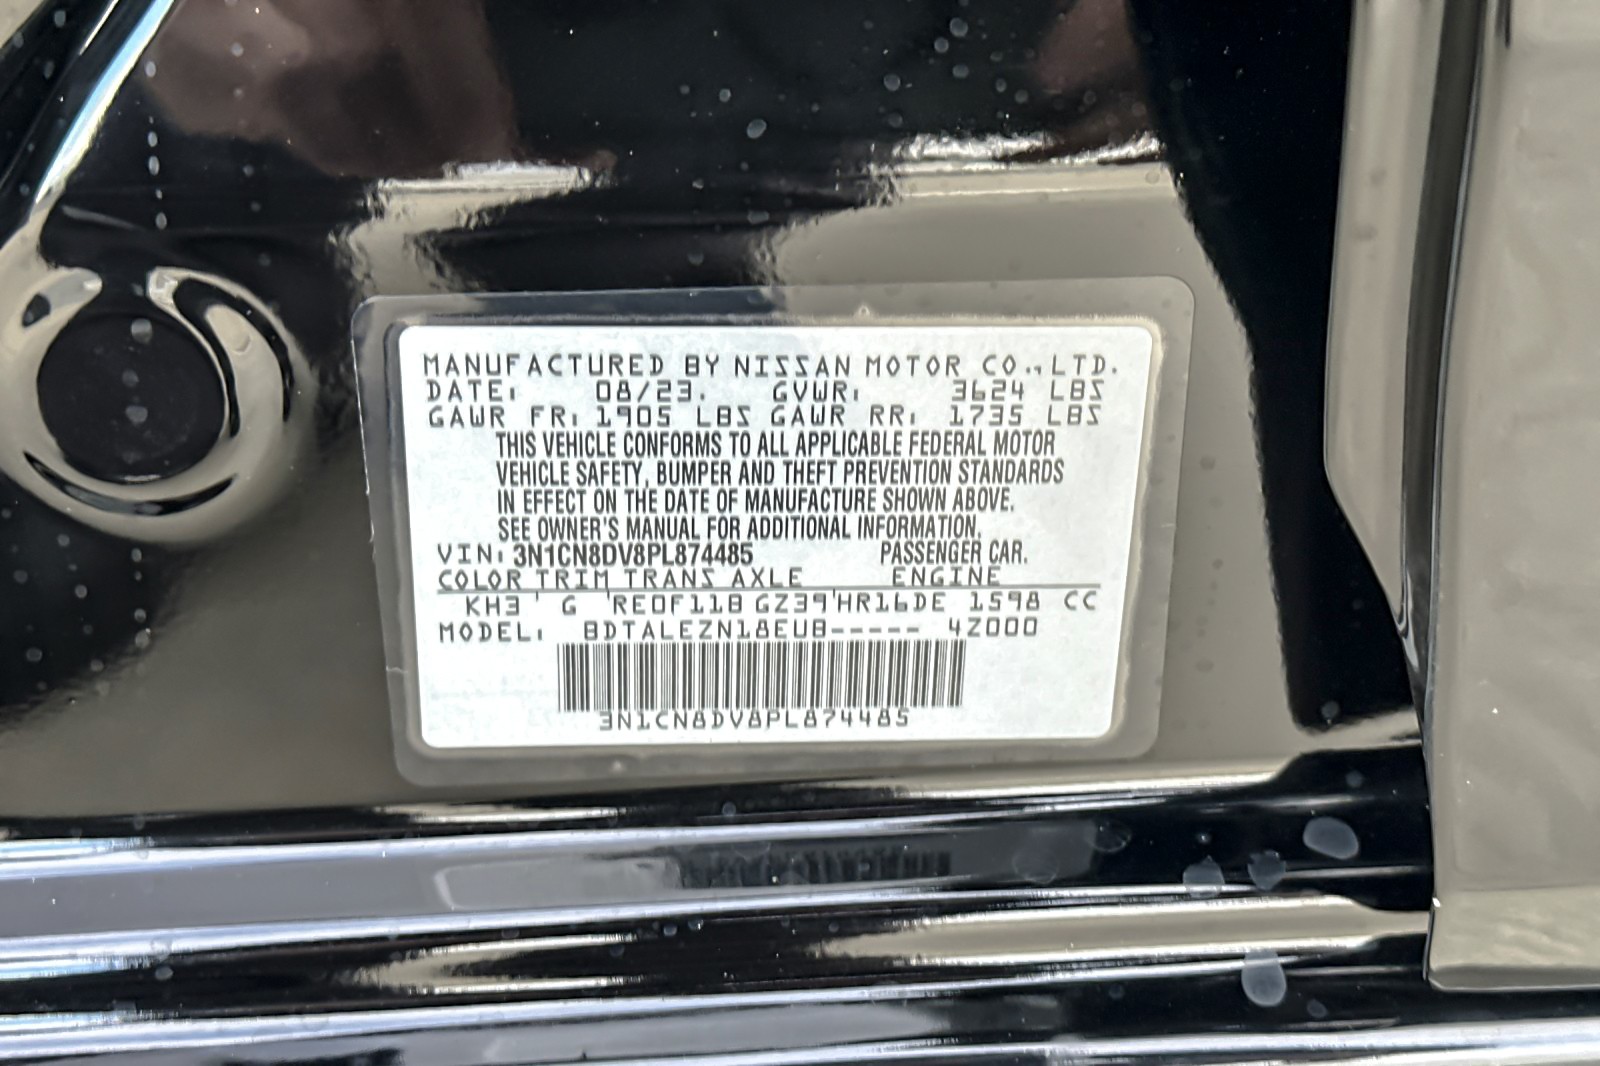 MANUFACTURED BY NISSAN MOTOR CO.,LTD.
DATE: 08/23. GVWR: 3624 LBS
GAWR FR: 1905 LBS GAWR RR: 1735 LBS
THIS VEHICLE CONFORMS TO ALL APPLICABLE FEDERAL MOTOR
VEHICLE SAFETY, BUMPER AND THEFT PREVENTION STANDARDS
IN EFFECT ON THE DATE OF MANUFACTURE SHOWN ABOVE.
SEE OWNER'S MANUAL FOR ADDITIONAL INFORMATION.
VIN: 3N1CN8DV8PL874485 PASSENGER CAR.
COLOR TRIM TRANS AXLE ENGINE
KH3 ' G 'RE0F11B GZ39'HR16DE 1598 CC
MODEL: BDTALEZN18EUB----- 4Z000
3N1CN8DV8PL874485